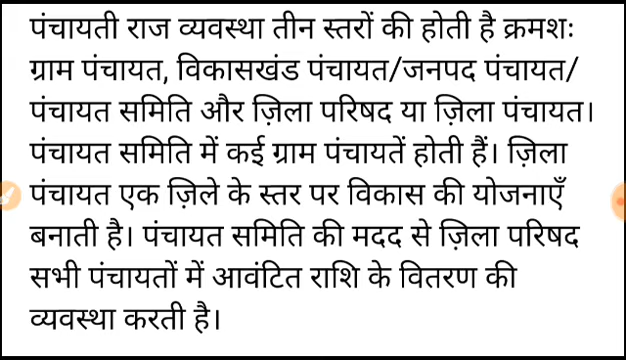 पंचायती राज व्यवस्था तीन स्तरों की होती है क्रमशः
ग्राम पंचायत, विकासखंड पंचायत/जनपद पंचायत/
पंचायत समिति और ज़िला परिषद या ज़िला पंचायत।
पंचायत समिति में कई ग्राम पंचायतें होती हैं। ज़िला
पंचायत एक ज़िले के स्तर पर विकास की योजनाएँ
बनाती है। पंचायत समिति की मदद से ज़िला परिषद
सभी पंचायतों में आवंटित राशि के वितरण की
व्यवस्था करती है।